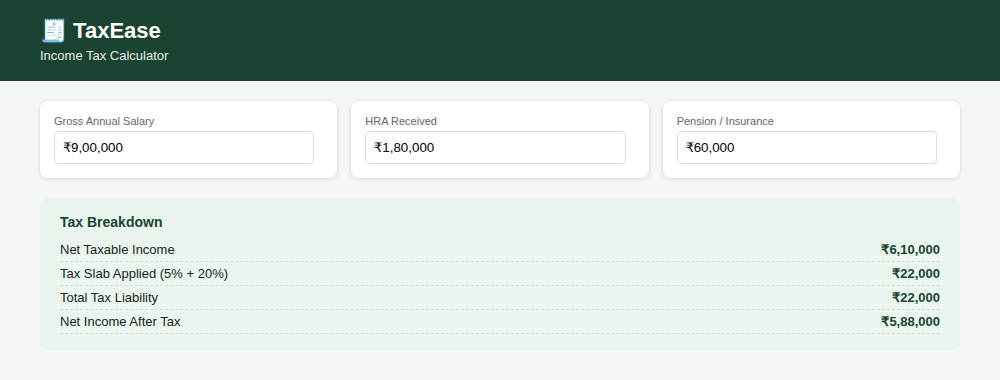 🧾 TaxEase
Income Tax Calculator
Gross Annual Salary
₹9,00,000
HRA Received
₹1,80,000
Pension / Insurance
₹60,000
Tax Breakdown
Net Taxable Income ₹6,10,000
Tax Slab Applied (5% + 20%) ₹22,000
Total Tax Liability ₹22,000
Net Income After Tax ₹5,88,000